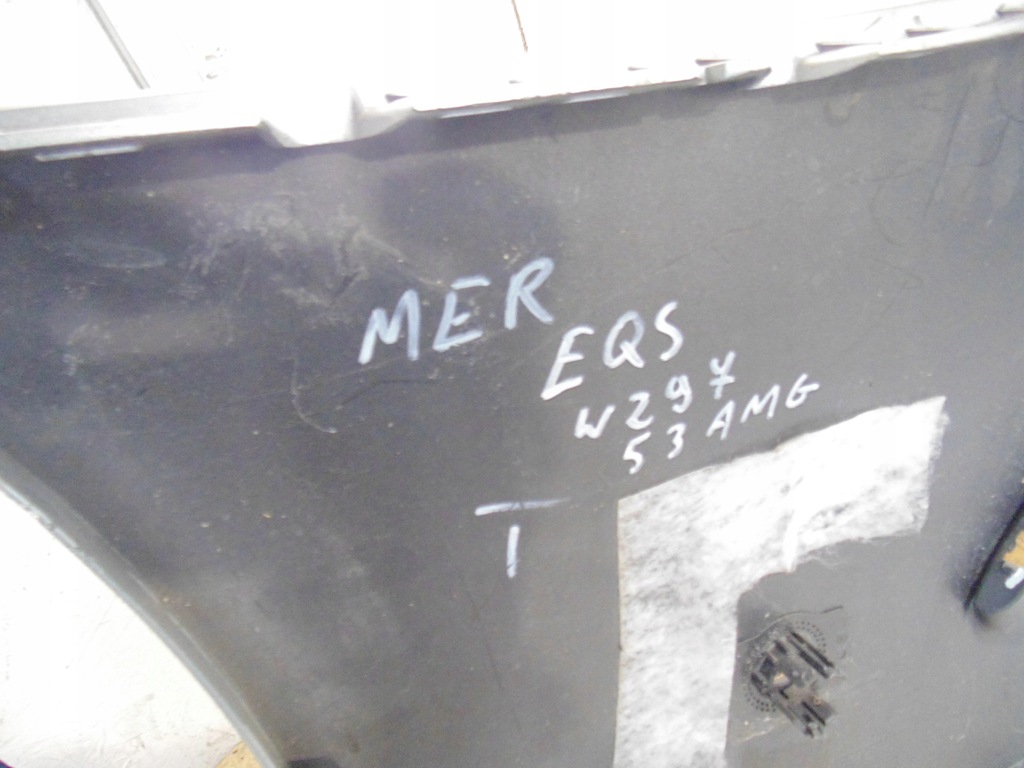 MER
EQS
W297
53 AMG
T